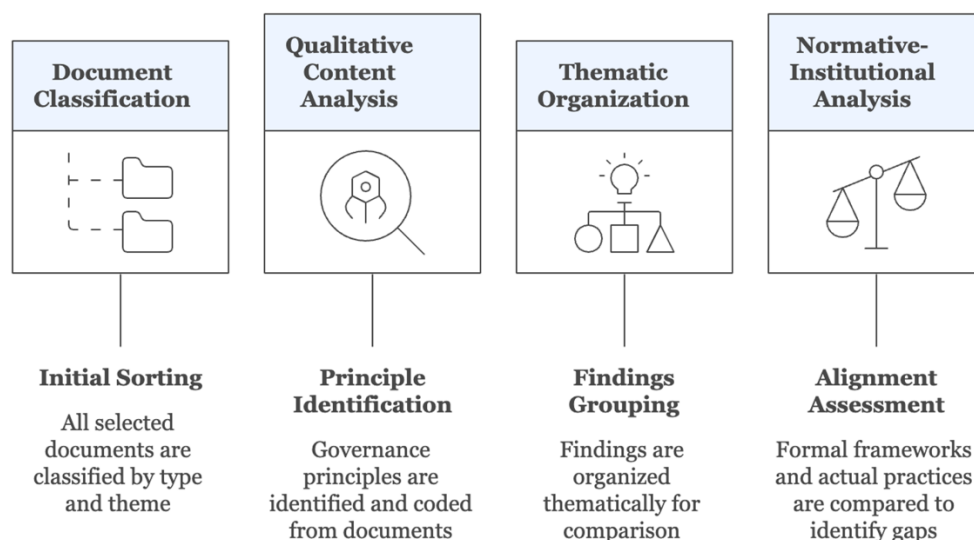 Document
Classification
Qualitative
Content
Analysis
Thematic
Organization
Normative-
Institutional
Analysis
Initial Sorting
All selected
documents are
classified by type
and theme
Principle
Identification
Governance
principles are
identified and coded
from documents
Findings
Grouping
Findings are
organized
thematically for
comparison
Alignment
Assessment
Formal frameworks
and actual practices
are compared to
identify gaps